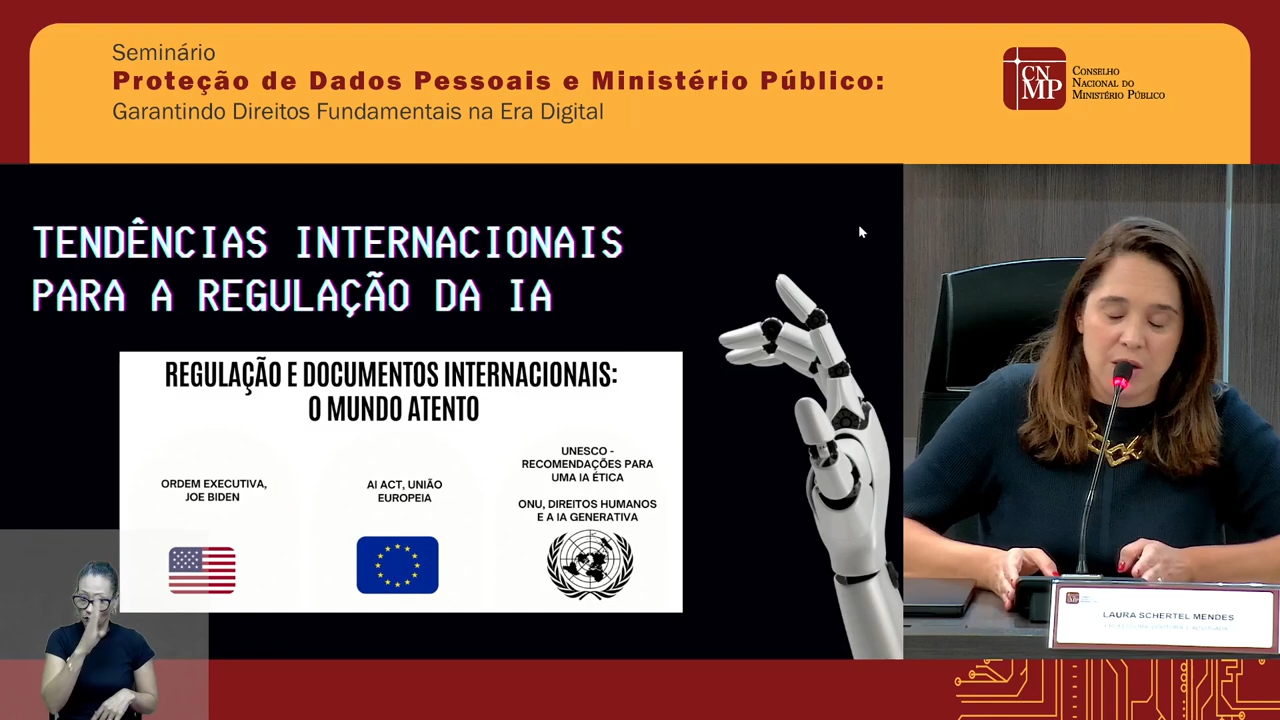 Seminário
Proteção de Dados Pessoais e Ministério Público:
Garantindo Direitos Fundamentais na Era Digital
CN
MP
Conselho
Nacional do
Ministério Público
TENDÊNCIAS INTERNACIONAIS
PARA A REGULAÇÃO DA IA
REGULAÇÃO E DOCUMENTOS INTERNACIONAIS:
O MUNDO ATENTO
ORDEM EXECUTIVA,
JOE BIDEN
AI ACT, UNIÃO
EUROPEIA
UNESCO -
RECOMENDAÇÕES PARA
UMA IA ÉTICA
ONU, DIREITOS HUMANOS
E A IA GENERATIVA
LAURA SCHERTEL MENDES